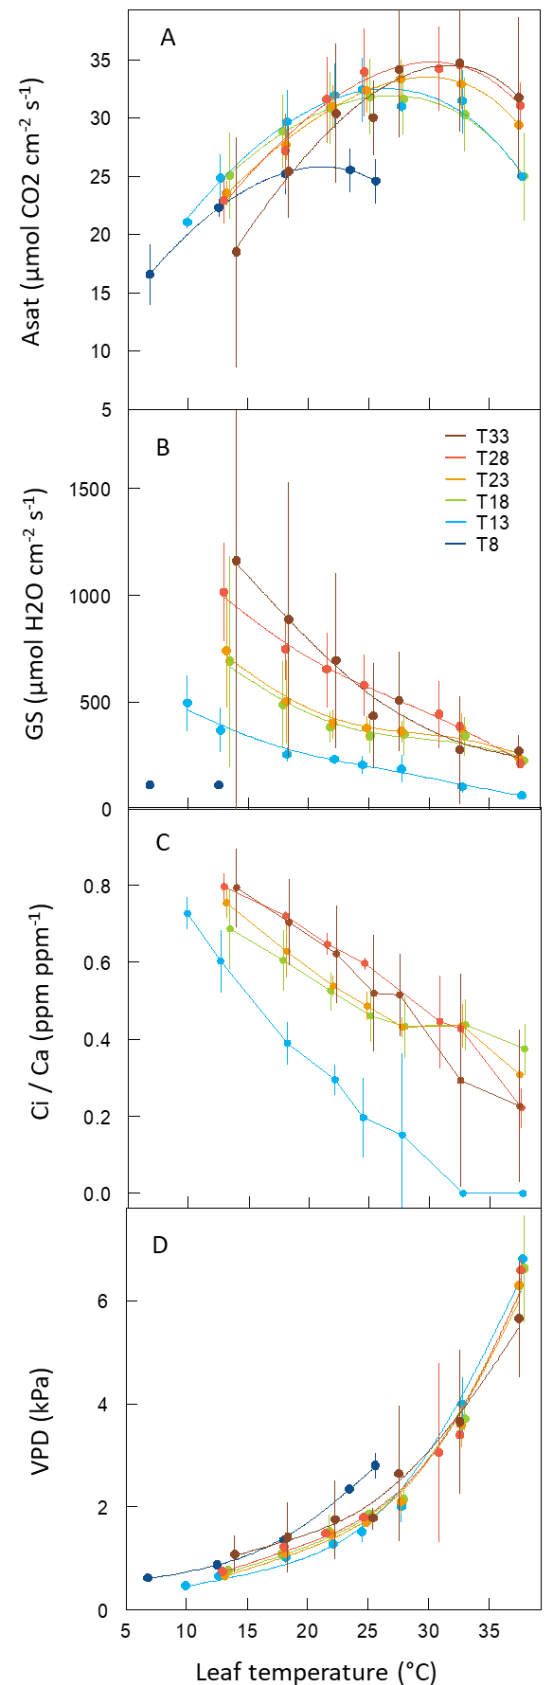 A
35
30
25
20
15
10
5
Asat (µmol CO2 cm-2 s-1)
B
T33
T28
T23
T18
T13
T8
1500
1000
500
0
GS (µmol H2O cm-2 s-1)
C
0.8
0.6
0.4
0.2
0.0
Ci / Ca (ppm ppm-1)
D
6
4
2
0
VPD (kPa)
5 10 15 20 25 30 35
Leaf temperature (°C)